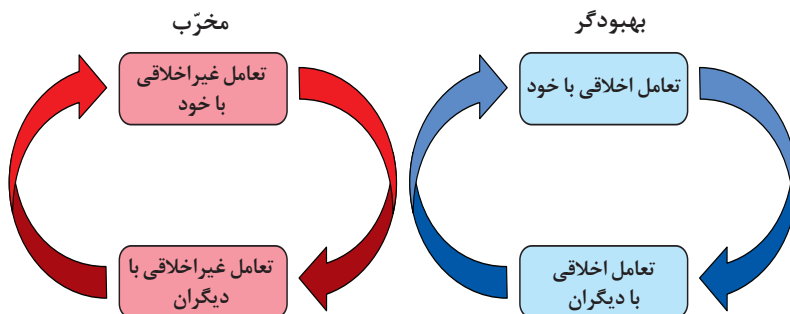 بهبودگر
تعامل اخلاقی با خود
تعامل اخلاقی
با دیگران
مخرّب
تعامل غیراخلاقی
با خود
تعامل غیراخلاقی با
دیگران